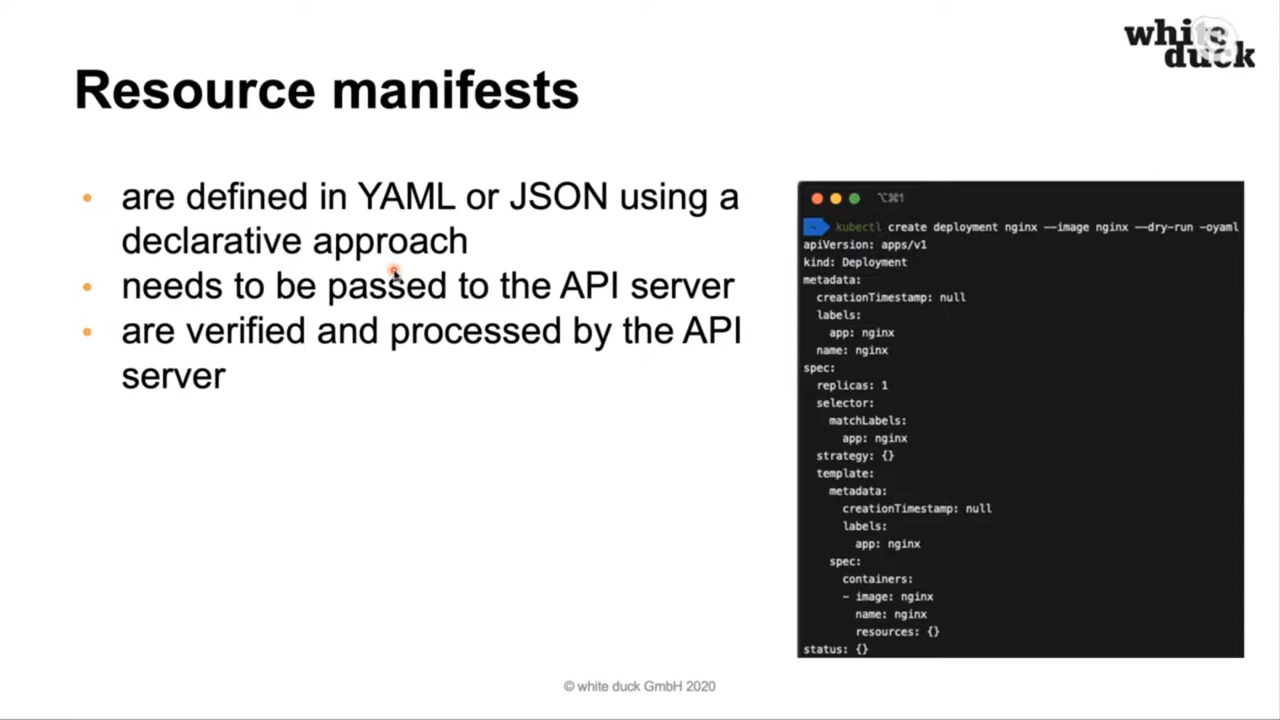 white
duck
Resource manifests
• are defined in YAML or JSON using a
declarative approach
• needs to be passed to the API server
• are verified and processed by the API
server
⌥⌘1
~ kubectl create deployment nginx --image nginx --dry-run -oyaml
apiVersion: apps/v1
kind: Deployment
metadata:
  creationTimestamp: null
  labels:
    app: nginx
  name: nginx
spec:
  replicas: 1
  selector:
    matchLabels:
      app: nginx
  strategy: {}
  template:
    metadata:
      creationTimestamp: null
      labels:
        app: nginx
    spec:
      containers:
      - image: nginx
        name: nginx
        resources: {}
status: {}
© white duck GmbH 2020